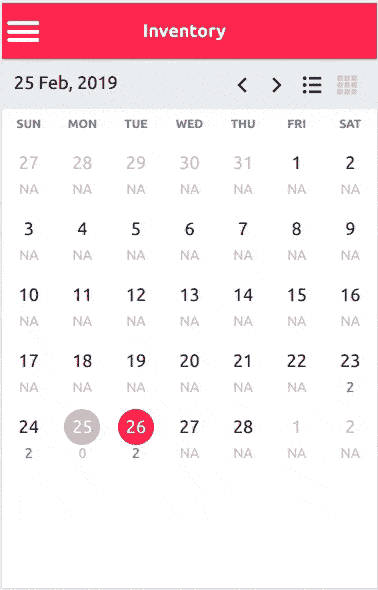 Inventory
25 Feb, 2019
SUN MON TUE WED THU FRI SAT
27 28 29 30 31 1 2
NA NA NA NA NA NA NA
3 4 5 6 7 8 9
NA NA NA NA NA NA NA
10 11 12 13 14 15 16
NA NA NA NA NA NA NA
17 18 19 20 21 22 23
NA NA NA NA NA NA 2
24 25 26 27 28 1 2
2 0 2 NA NA NA NA